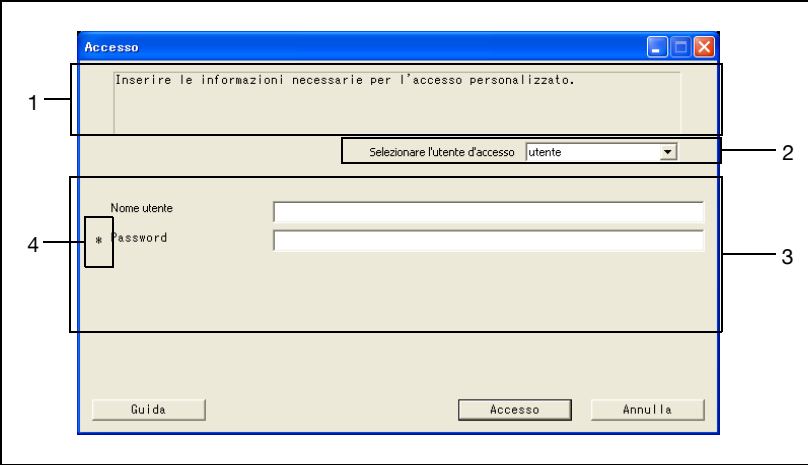 Accesso
Inserire le informazioni necessarie per l'accesso personalizzato.
1
Selezionare l'utente d'accesso utente
2
Nome utente
* Password
4
3
Guida Accesso Annulla